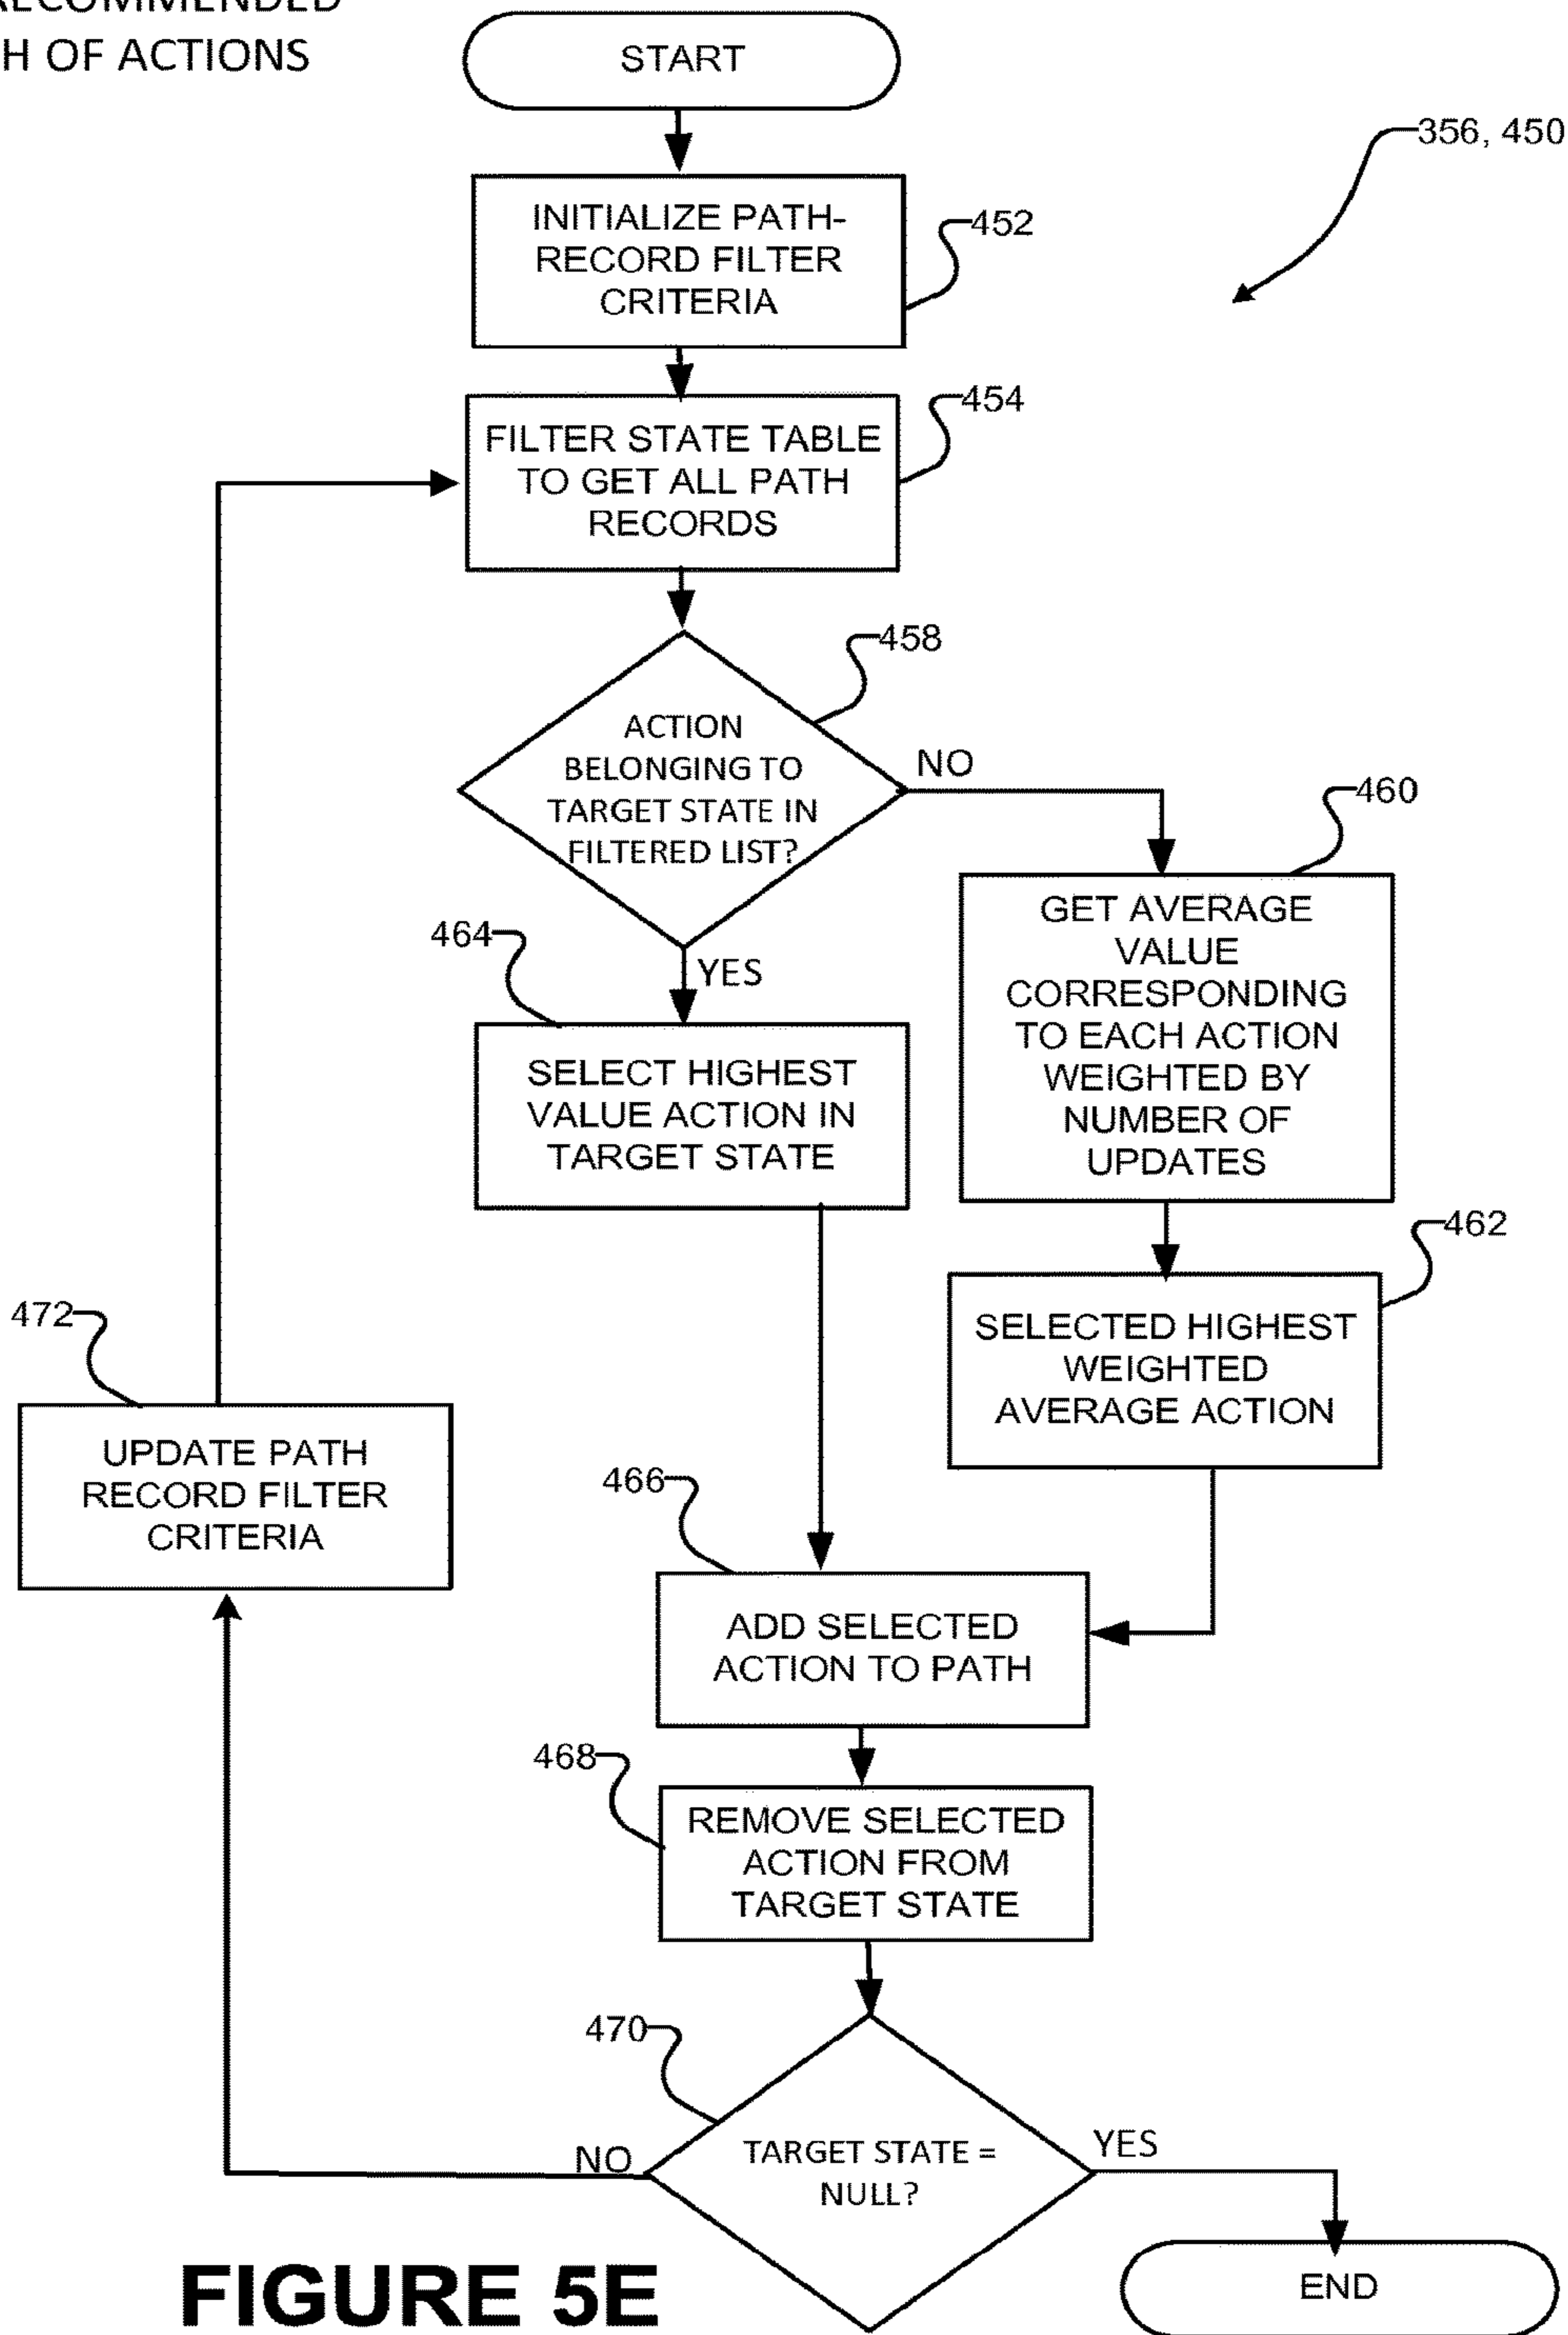 H OF ACTIONS
START
356, 450
INITIALIZE PATH-
RECORD FILTER
CRITERIA
452
FILTER STATE TABLE
TO GET ALL PATH
RECORDS
454
458
ACTION
BELONGING TO
TARGET STATE IN
FILTERED LIST?
NO
460
GET AVERAGE
VALUE
CORRESPONDING
TO EACH ACTION
WEIGHTED BY
NUMBER OF
UPDATES
464
YES
SELECT HIGHEST
VALUE ACTION IN
TARGET STATE
462
SELECTED HIGHEST
WEIGHTED
AVERAGE ACTION
472
UPDATE PATH
RECORD FILTER
CRITERIA
466
ADD SELECTED
ACTION TO PATH
468
REMOVE SELECTED
ACTION FROM
TARGET STATE
470
TARGET STATE =
NULL?
NO
YES
END
FIGURE 5E